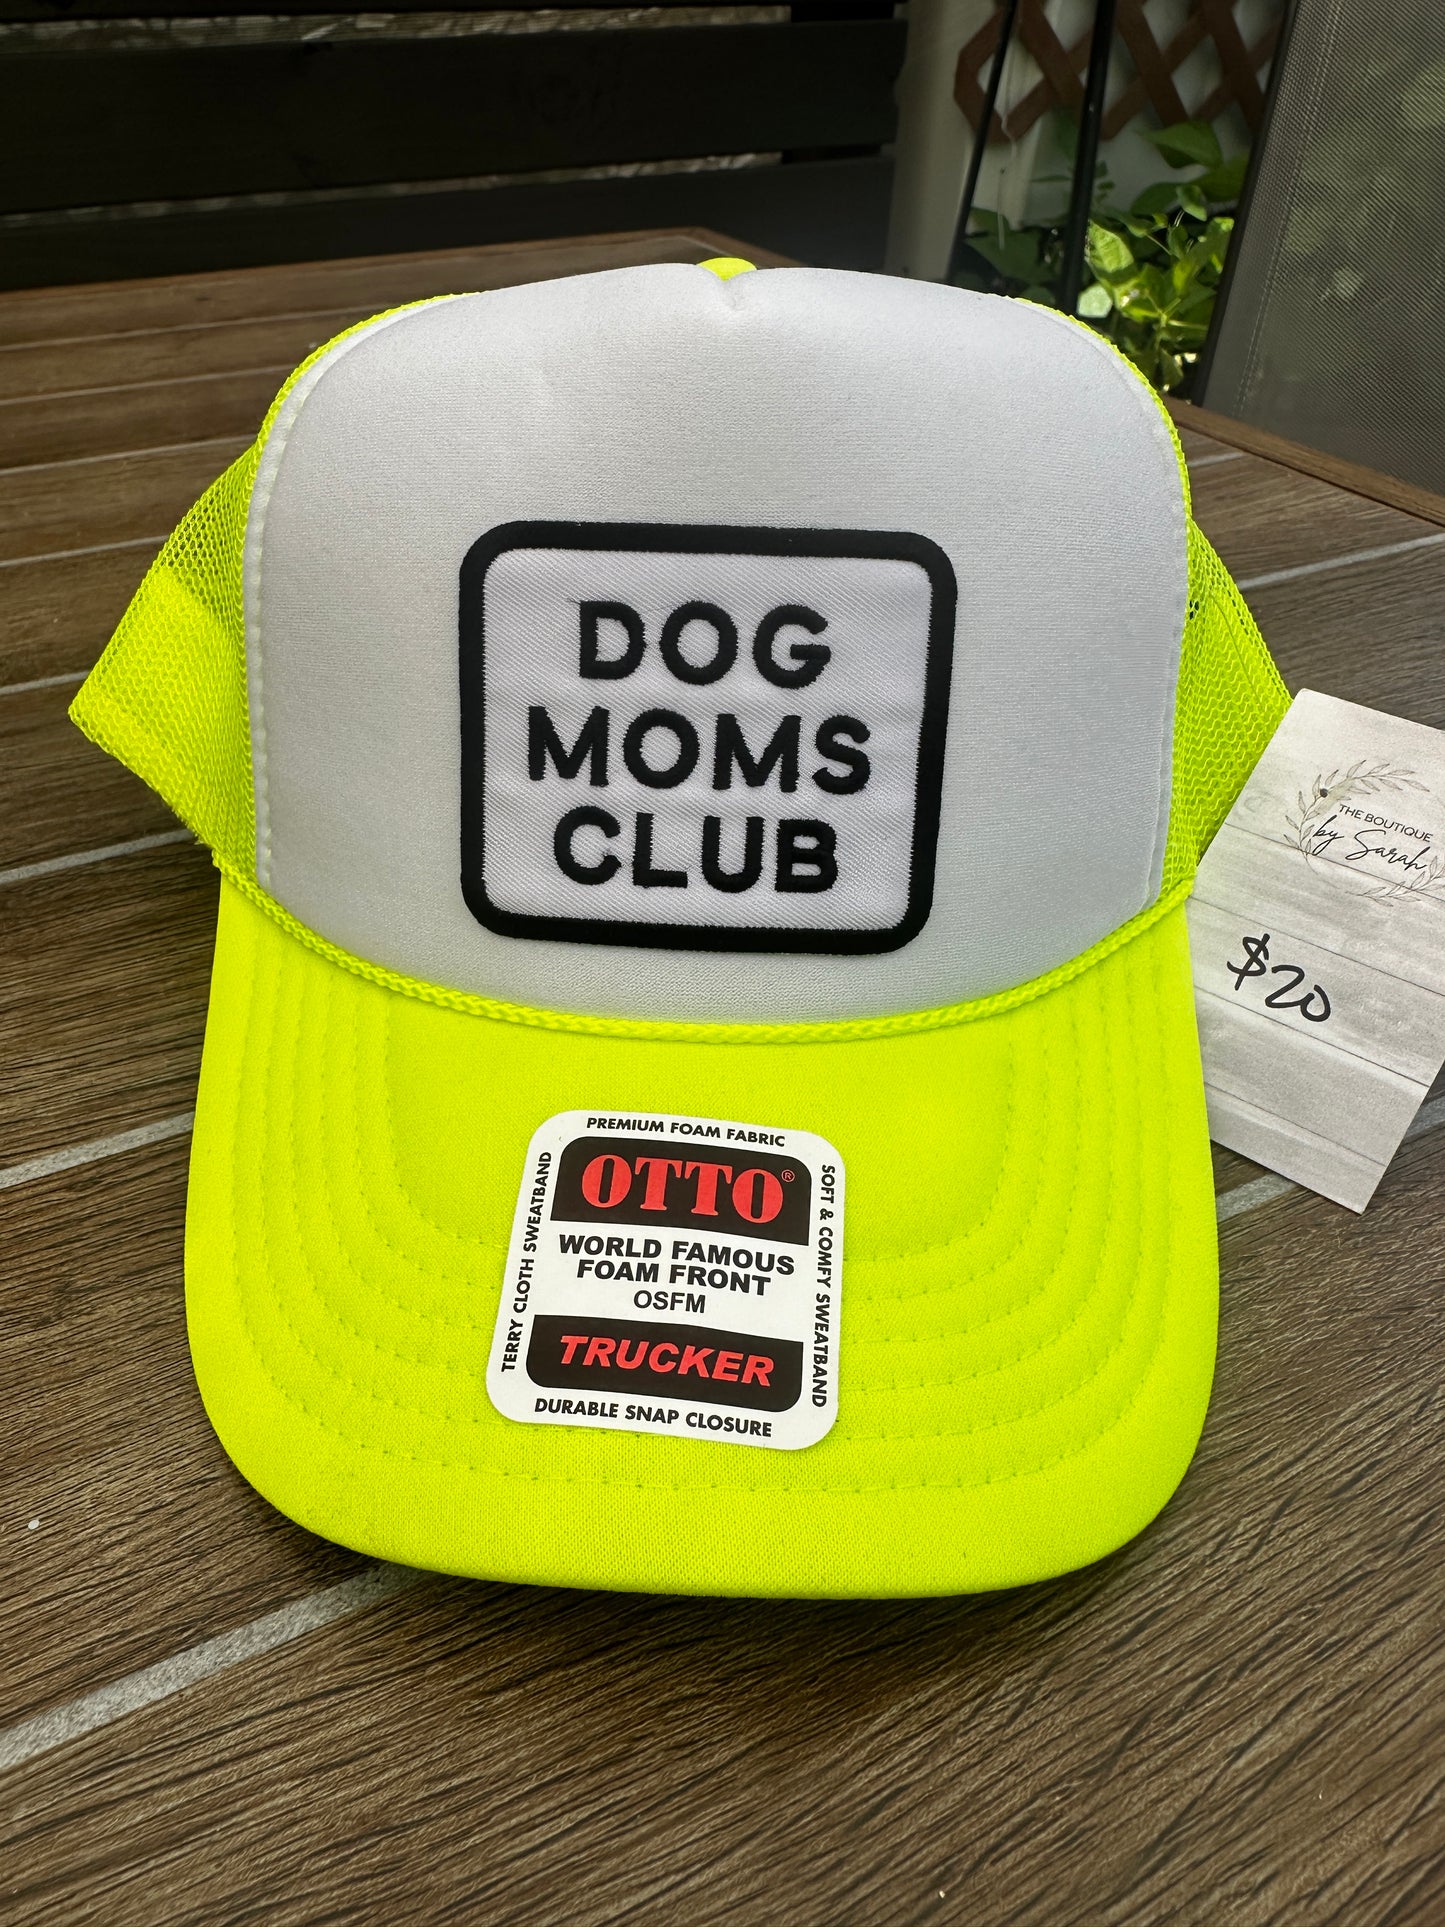 DOG
MOMS
CLUB
THE BOUTIQUE
by Sarah
$20
PREMIUM FOAM FABRIC
OTTO®
WORLD FAMOUS
FOAM FRONT
OSFM
TRUCKER
DURABLE SNAP CLOSURE
TERRY CLOTH SWEATBAND
SOFT & COMFY SWEATBAND